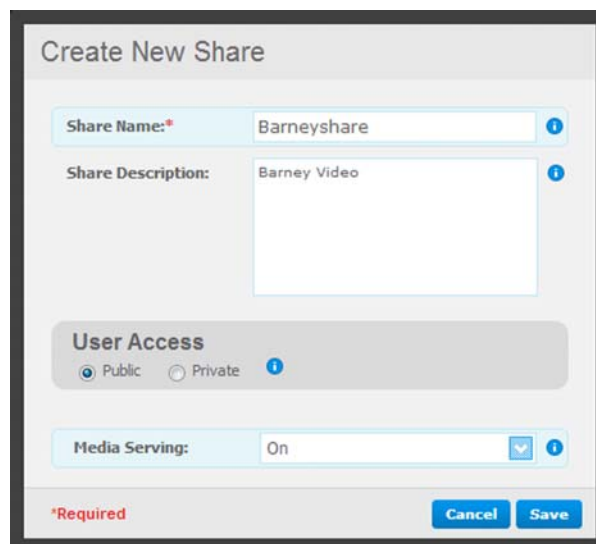 Create New Share
Share Name:* Barneyshare
Share Description: Barney Video
User Access
Public Private
Media Serving: On
*Required Cancel Save